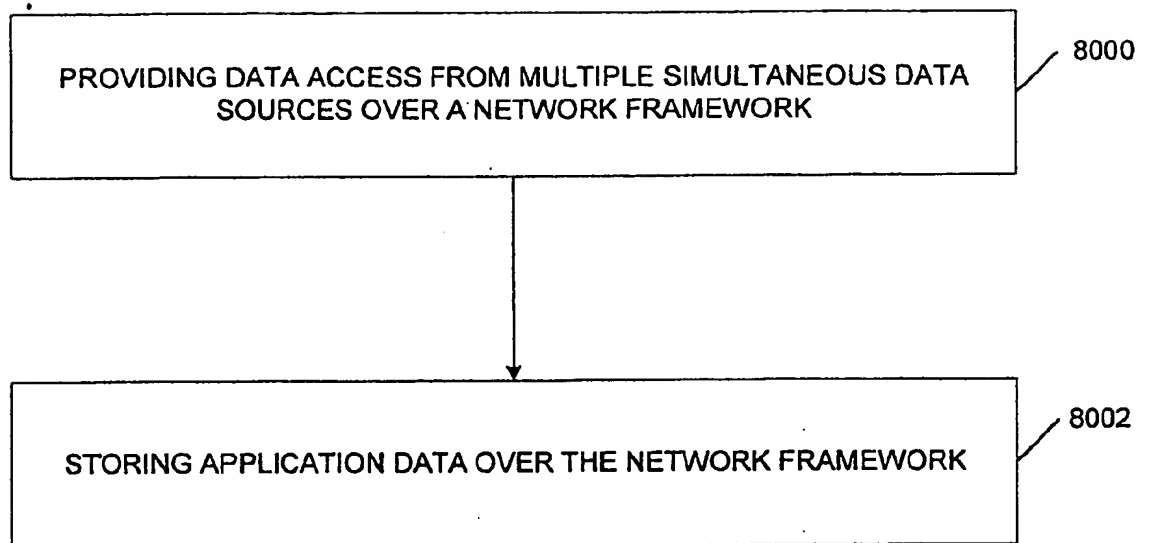 PROVIDING DATA ACCESS FROM MULTIPLE SIMULTANEOUS DATA
SOURCES OVER A NETWORK FRAMEWORK
8000
STORING APPLICATION DATA OVER THE NETWORK FRAMEWORK
8002